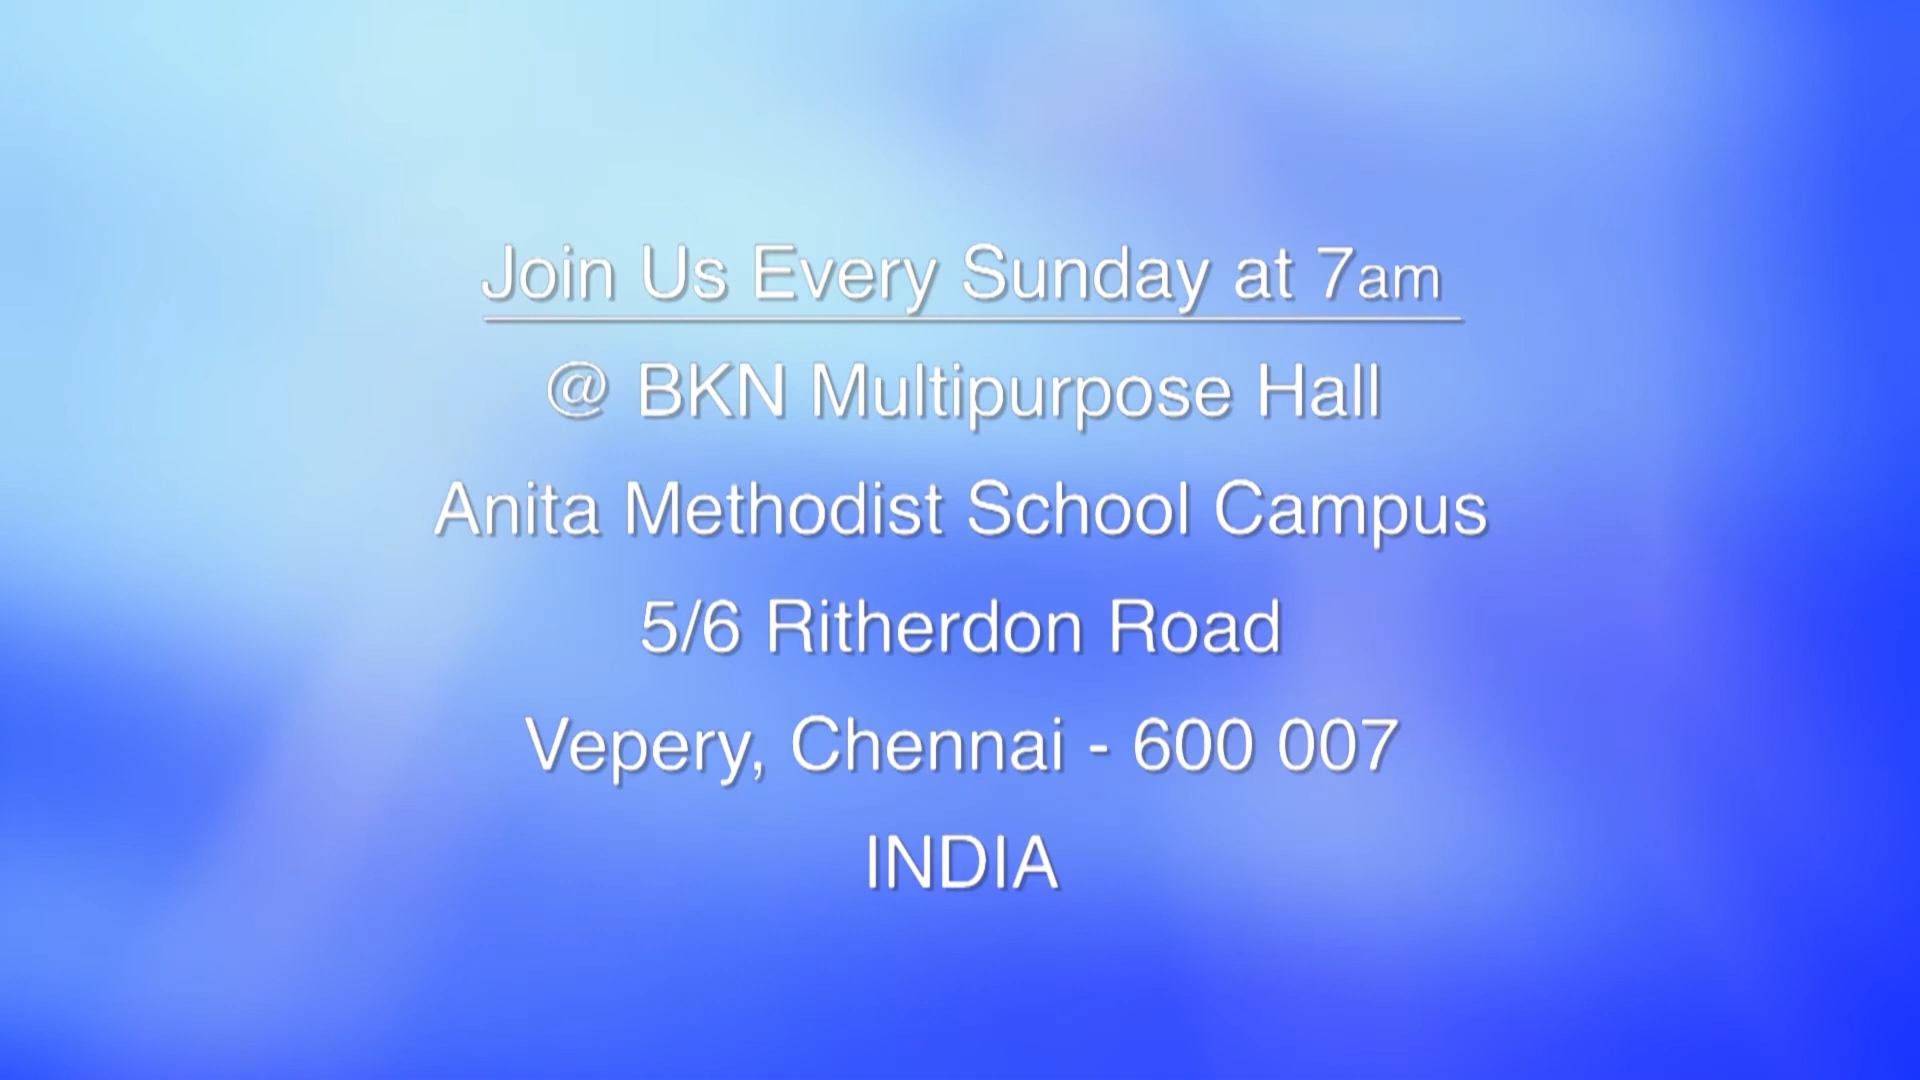 Join Us Every Sunday at 7am
@ BKN Multipurpose Hall
Anita Methodist School Campus
5/6 Ritherdon Road
Vepery, Chennai - 600 007
INDIA